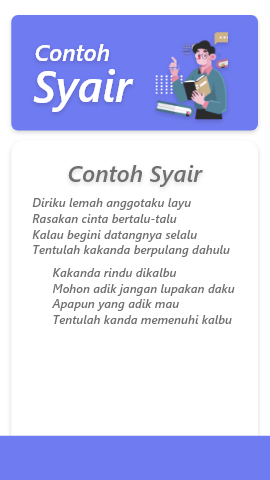 Contoh
Syair
Contoh Syair
Diriku lemah anggotaku layu
Rasakan cinta bertalu-talu
Kalau begini datangnya selalu
Tentulah kakanda berpulang dahulu
Kakanda rindu dikalbu
Mohon adik jangan lupakan daku
Apapun yang adik mau
Tentulah kanda memenuhi kalbu